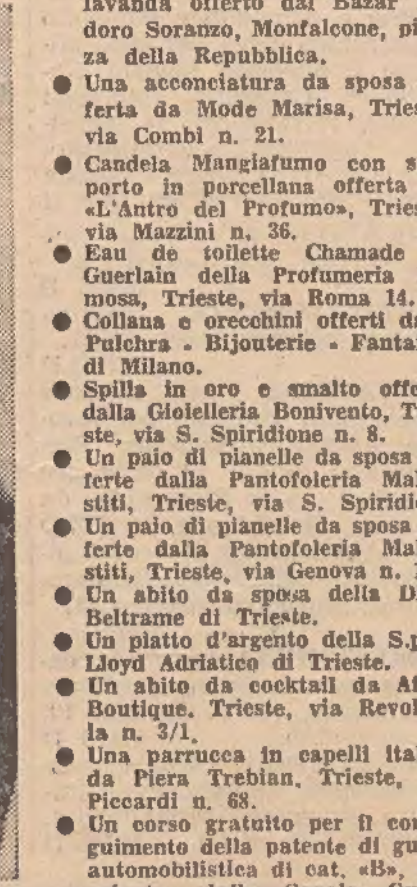 lavanda offerto dal Bazar
doro Soranzo, Monfalcone, pi
za della Repubblica.
● Una acconciatura da sposa
ferta da Mode Marisa, Tries
via Combi n. 21.
● Candela Mangiafumo con s
porto in porcellana offerta
«L'Antro del Profumo», Tries
via Mazzini n. 36.
● Eau de toilette Chamade
Guerlain della Profumeria
mosa, Trieste, via Roma 14.
● Collana e orecchini offerti da
Pulchra - Bijouterie - Fanta
di Milano.
● Spilla in oro e smalto offe
dalla Gioielleria Bonivento, T
ste, via S. Spiridione n. 8.
● Un paio di pianelle da sposa
ferte dalla Pantofoleria Mal
stiti, Trieste, via S. Spiridi
● Un paio di pianelle da sposa
ferte dalla Pantofoleria Mal
stiti, Trieste, via Genova n.
● Un abito da sposa della D
Beltrame di Trieste.
● Un piatto d'argento della S.p
Lloyd Adriatico di Trieste.
● Un abito da cocktail da At
Boutique. Trieste, via Revol
la n. 3/1.
● Una parrucca in capelli ital
da Piera Trebian, Trieste,
Piccardi n. 68.
● Un corso gratuito per il con
guimento della patente di gu
automobilistica di cat. «B»,